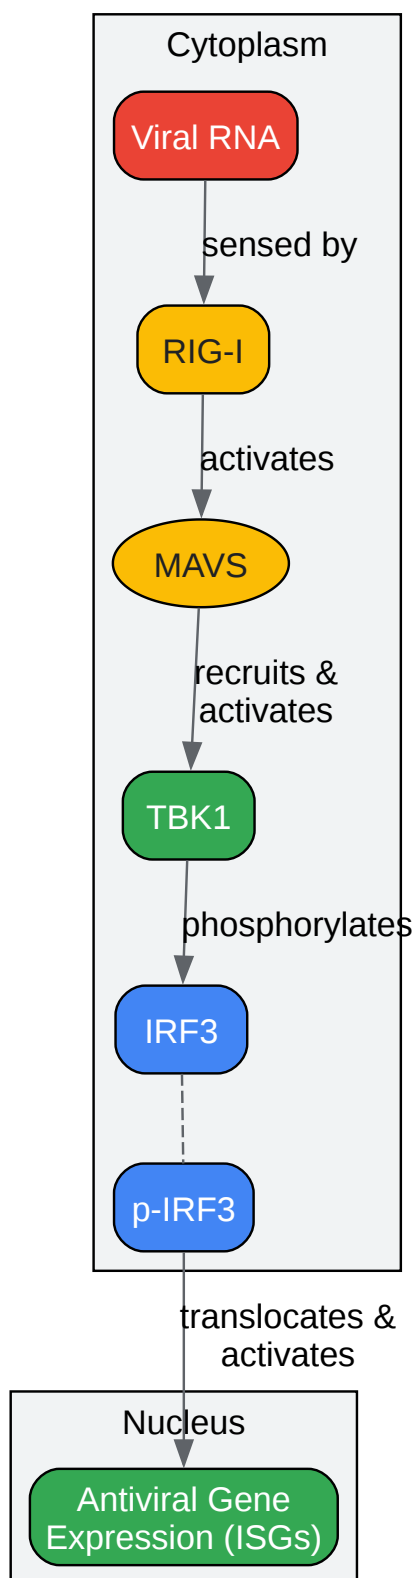 Cytoplasm
Viral RNA
sensed by
RIG-I
activates
MAVS
recruits &
activates
TBK1
phosphorylates
IRF3
p-IRF3
translocates &
activates
Nucleus
Antiviral Gene
Expression (ISGs)